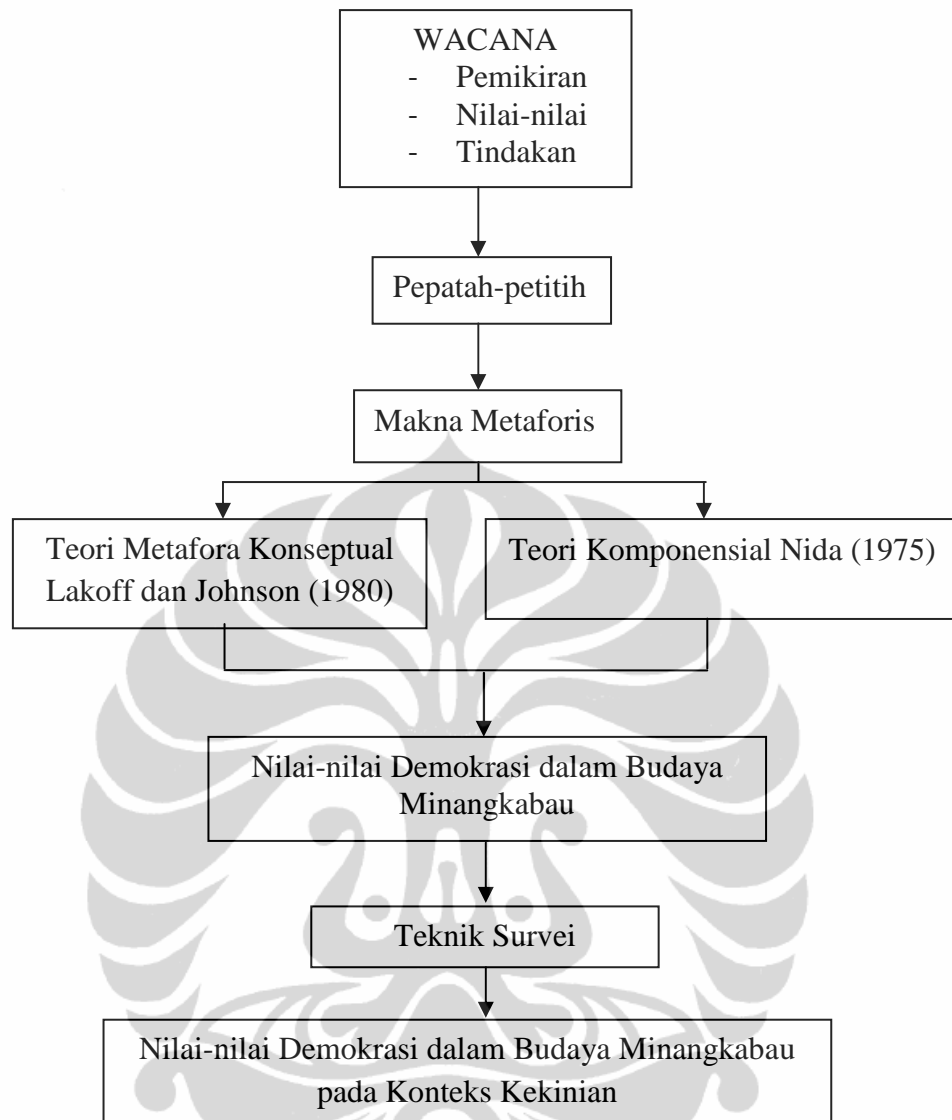 WACANA
- Pemikiran
- Nilai-nilai
- Tindakan
Pepatah-petitih
Makna Metaforis
Teori Metafora Konseptual
Lakoff dan Johnson (1980)
Teori Komponensial Nida (1975)
Nilai-nilai Demokrasi dalam Budaya
Minangkabau
Teknik Survei
Nilai-nilai Demokrasi dalam Budaya Minangkabau
pada Konteks Kekinian